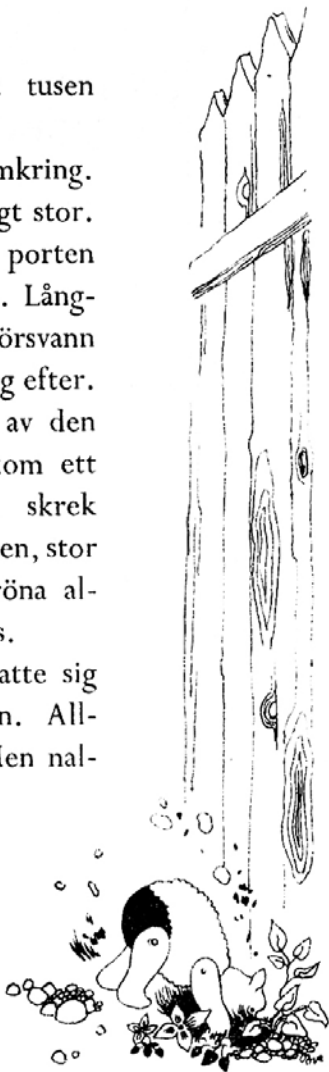 tusen
mkring.
gt stor.
porten
. Lång-
örsvann
g efter.
av den
om ett
skrek
en, stor
röna al-
s.
atte sig
n. All-
len nal-